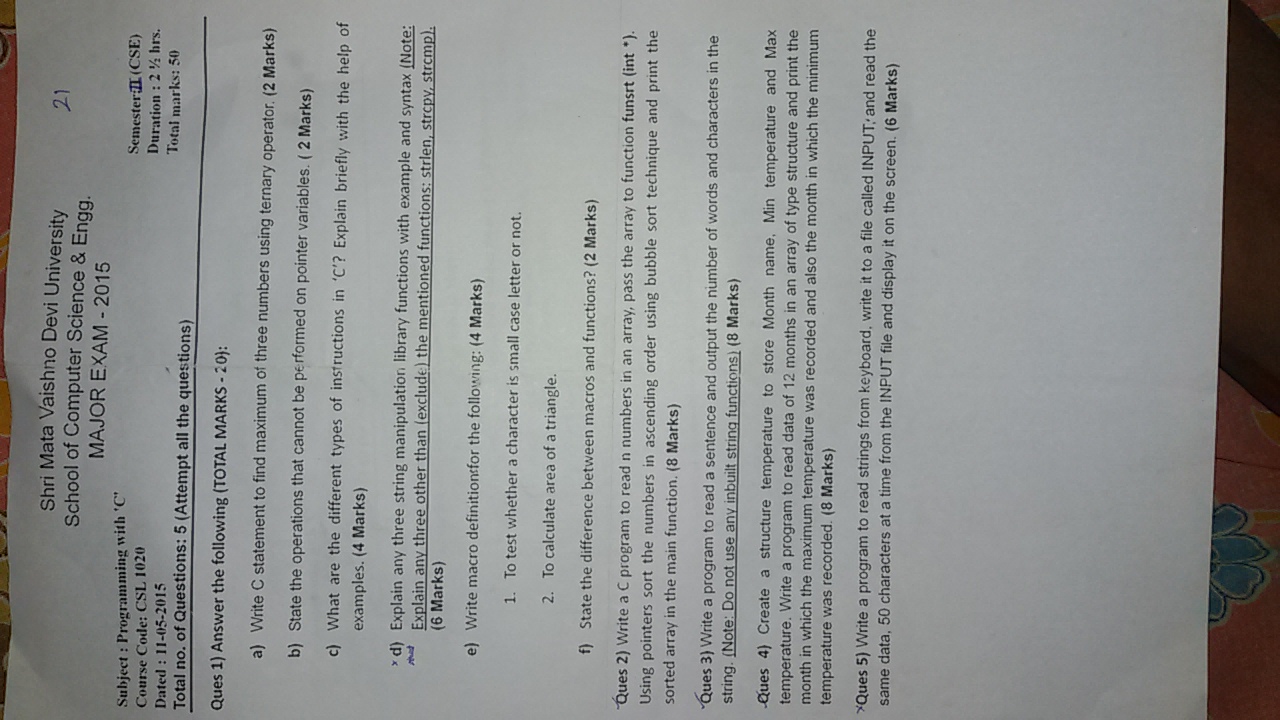 Shri Mata Vaishno Devi University
21
School of Computer Science & Engg.
MAJOR EXAM - 2015
Subject : Programming with 'C'
Course Code: CSL 1020
Semester:II (CSE)
Dated : 11-05-2015
Duration : 2 ½ hrs.
Total no. of Questions: 5 (Attempt all the questions)
Total marks: 50
Ques 1) Answer the following (TOTAL MARKS - 20):
a) Write C statement to find maximum of three numbers using ternary operator. (2 Marks)
b) State the operations that cannot be performed on pointer variables. ( 2 Marks)
c) What are the different types of instructions in 'C'? Explain briefly with the help of
examples. (4 Marks)
x d) Explain any three string manipulation library functions with example and syntax (Note:
Explain any three other than (exclude) the mentioned functions: strlen, strcpy, strcmp).
(6 Marks)
e) Write macro definitionsfor the following: (4 Marks)
1. To test whether a character is small case letter or not.
2. To calculate area of a triangle.
f) State the difference between macros and functions? (2 Marks)
Ques 2) Write a C program to read n numbers in an array, pass the array to function funsrt (int *).
Using pointers sort the numbers in ascending order using bubble sort technique and print the
sorted array in the main function. (8 Marks)
Ques 3) Write a program to read a sentence and output the number of words and characters in the
string. (Note: Do not use any inbuilt string functions) (8 Marks)
Ques 4) Create a structure temperature to store Month name, Min temperature and Max
temperature. Write a program to read data of 12 months in an array of type structure and print the
month in which the maximum temperature was recorded and also the month in which the minimum
temperature was recorded. (8 Marks)
xQues 5) Write a program to read strings from keyboard, write it to a file called INPUT, and read the
same data, 50 characters at a time from the INPUT file and display it on the screen. (6 Marks)